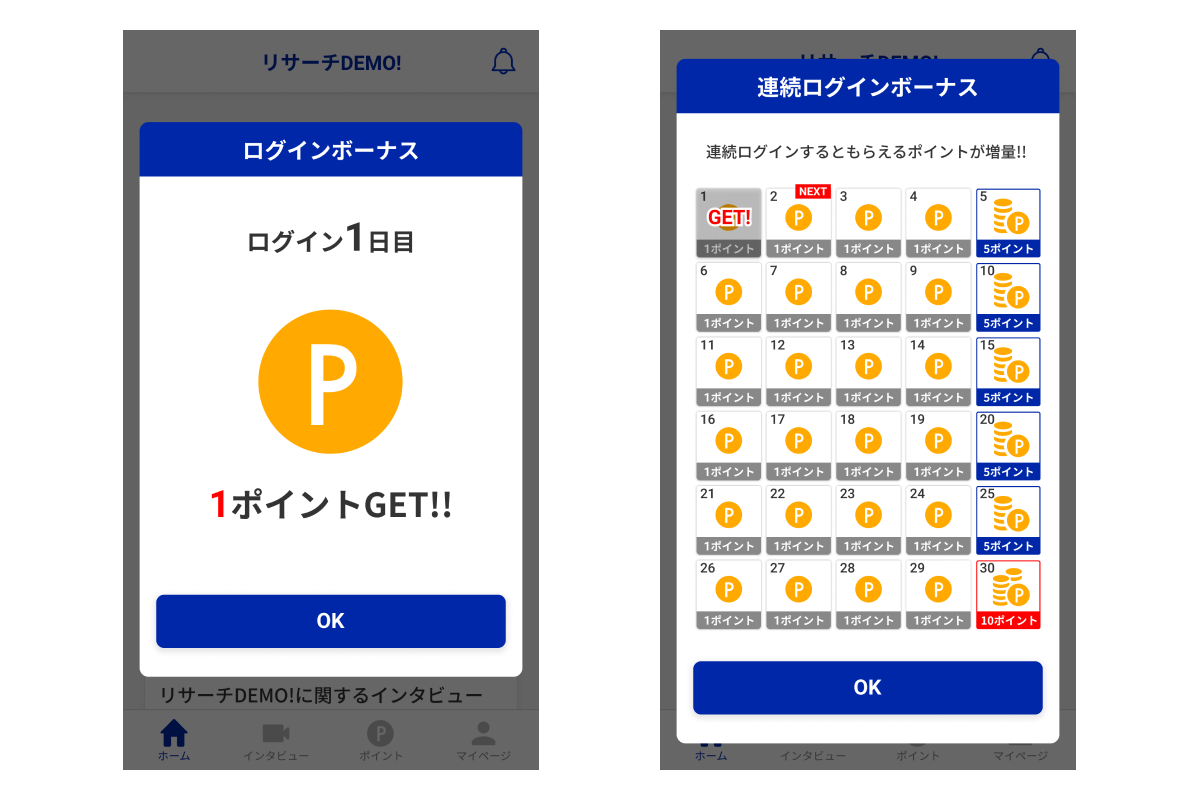 リサーチDEMO!
ログインボーナス
ログイン1日目
P
1ポイントGET!!
OK
リサーチDEMO!に関するインタビュー
ホーム インタビュー P ポイント マイページ
リサーチDEMO!
連続ログインボーナス
連続ログインするともらえるポイントが増量!!
1 GET! 2 NEXT P 3 P 4 P 5 P
1ポイント 1ポイント 1ポイント 1ポイント 5ポイント
6 P 7 P 8 P 9 P 10 P
1ポイント 1ポイント 1ポイント 1ポイント 5ポイント
11 P 12 P 13 P 14 P 15 P
1ポイント 1ポイント 1ポイント 1ポイント 5ポイント
16 P 17 P 18 P 19 P 20 P
1ポイント 1ポイント 1ポイント 1ポイント 5ポイント
21 P 22 P 23 P 24 P 25 P
1ポイント 1ポイント 1ポイント 1ポイント 5ポイント
26 P 27 P 28 P 29 P 30 P
1ポイント 1ポイント 1ポイント 1ポイント 10ポイント
OK
ホーム インタビュー ポイント マイページ